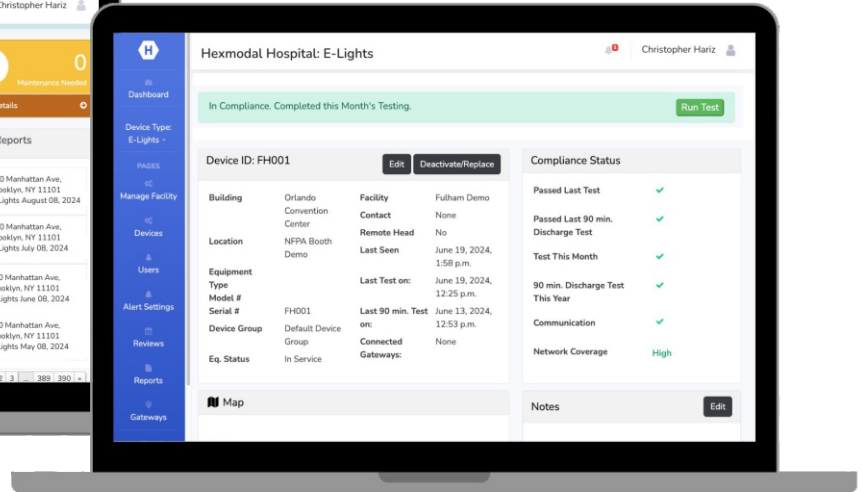 Christopher Hariz
0
Maintenance Needed
etails
Reports
0 Manhattan Ave,
ooklyn, NY 11101
Lights August 08, 2024
0 Manhattan Ave,
ooklyn, NY 11101
Lights July 08, 2024
0 Manhattan Ave,
ooklyn, NY 11101
Lights June 08, 2024
0 Manhattan Ave,
ooklyn, NY 11101
Lights May 08, 2024
2 3 ... 389 390 »
H
Dashboard
Device Type:
E-Lights
PAGES
Manage Facility
Devices
Users
Alert Settings
Reviews
Reports
Gateways
Hexmodal Hospital: E-Lights
Christopher Hariz
In Compliance. Completed this Month's Testing.
Run Test
Device ID: FH001
Edit
Deactivate/Replace
Building Orlando
Convention
Center
Location NFPA Booth
Demo
Equipment
Type
Model #
Serial # FH001
Device Group Default Device
Group
Eq. Status In Service
Facility Fulham Demo
Contact None
Remote Head No
Last Seen June 19, 2024,
1:58 p.m.
Last Test on: June 19, 2024,
12:25 p.m.
Last 90 min. Test June 13, 2024,
on: 12:53 p.m.
Connected None
Gateways:
Compliance Status
Passed Last Test
Passed Last 90 min.
Discharge Test
Test This Month
90 min. Discharge Test
This Year
Communication
Network Coverage High
Map
Notes
Edit